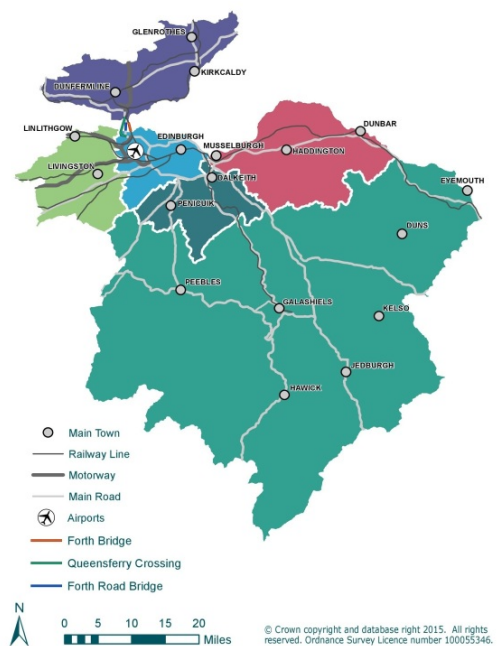 GLENROTHES
KIRKCALDY
DUNFERMLINE
LINLITHGOW
DUNBAR
EDINBURGH
MUSSELBURGH
HADDINGTON
LIVINGSTON
DALKEITH
EYEMOUTH
PENICUIK
DUNS
PEEBLES
GALASHIELS
KELSO
JEDBURGH
HAWICK
Main Town
Railway Line
Motorway
Main Road
Airports
Forth Bridge
Queensferry Crossing
Forth Road Bridge
N
0 5 10 20
Miles
© Crown copyright and database right 2015. All rights
reserved. Ordnance Survey Licence number 100055346.